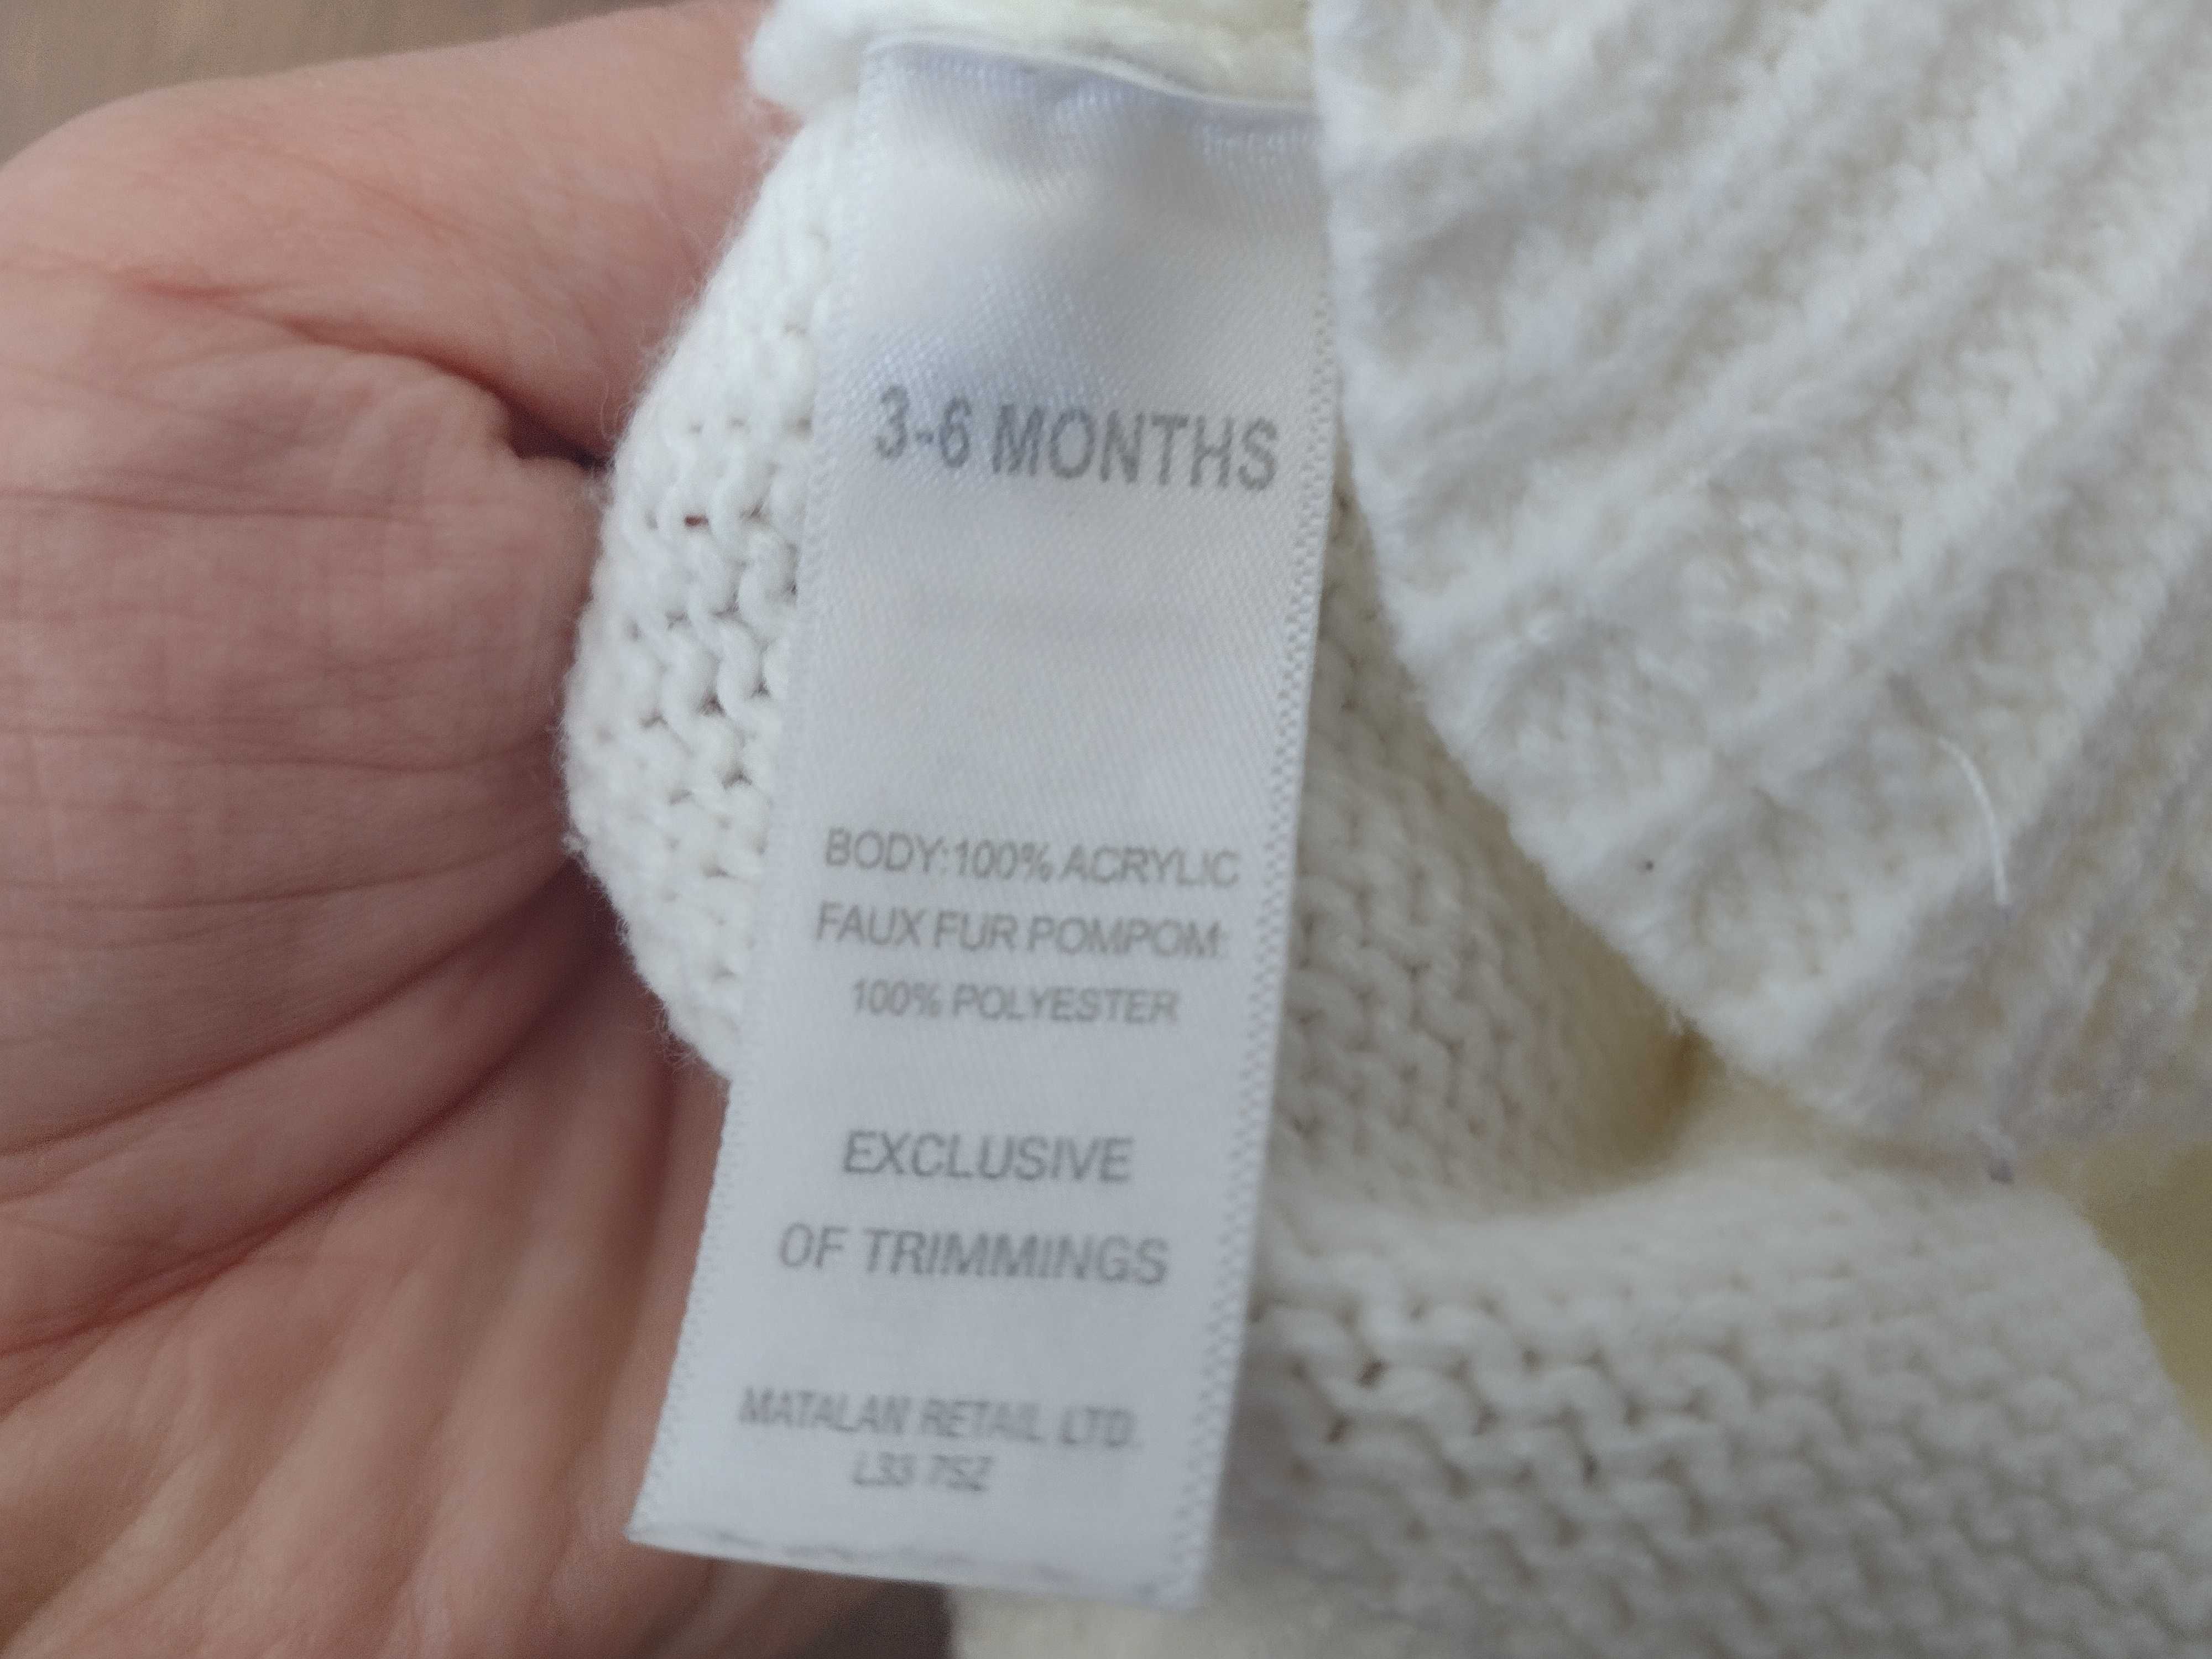 3-6 MONTHS
BODY:100% ACRYLIC
FAUX FUR POMPOM:
100% POLYESTER
EXCLUSIVE
OF TRIMMINGS
MATALAN RETAIL LTD.
L33 7SZ